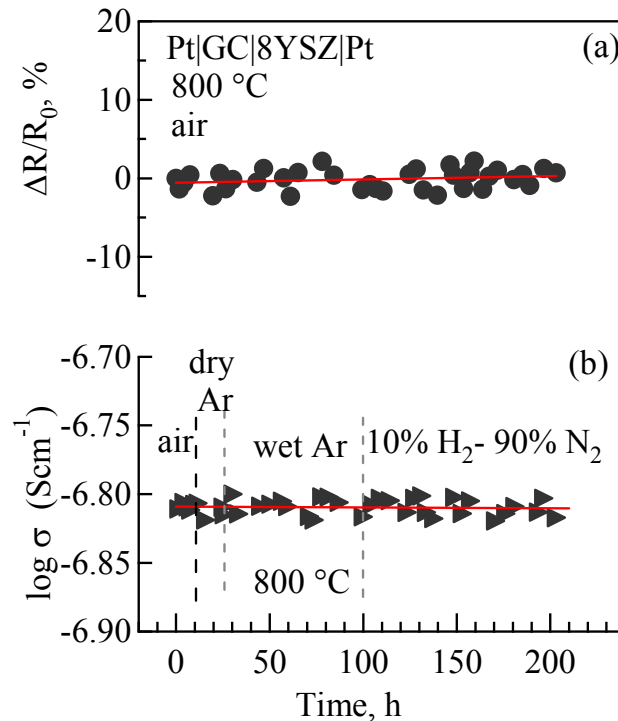 20
(a)
Pt|GC|8YSZ|Pt
800 °C
air
10
0
-10
ΔR/R0, %
-6.70
dry
(b)
Ar
-6.75
air
wet Ar
10% H2- 90% N2
-6.80
-6.85
800 °C
-6.90
log σ (Scm-1)
0
50
100
150
200
Time, h